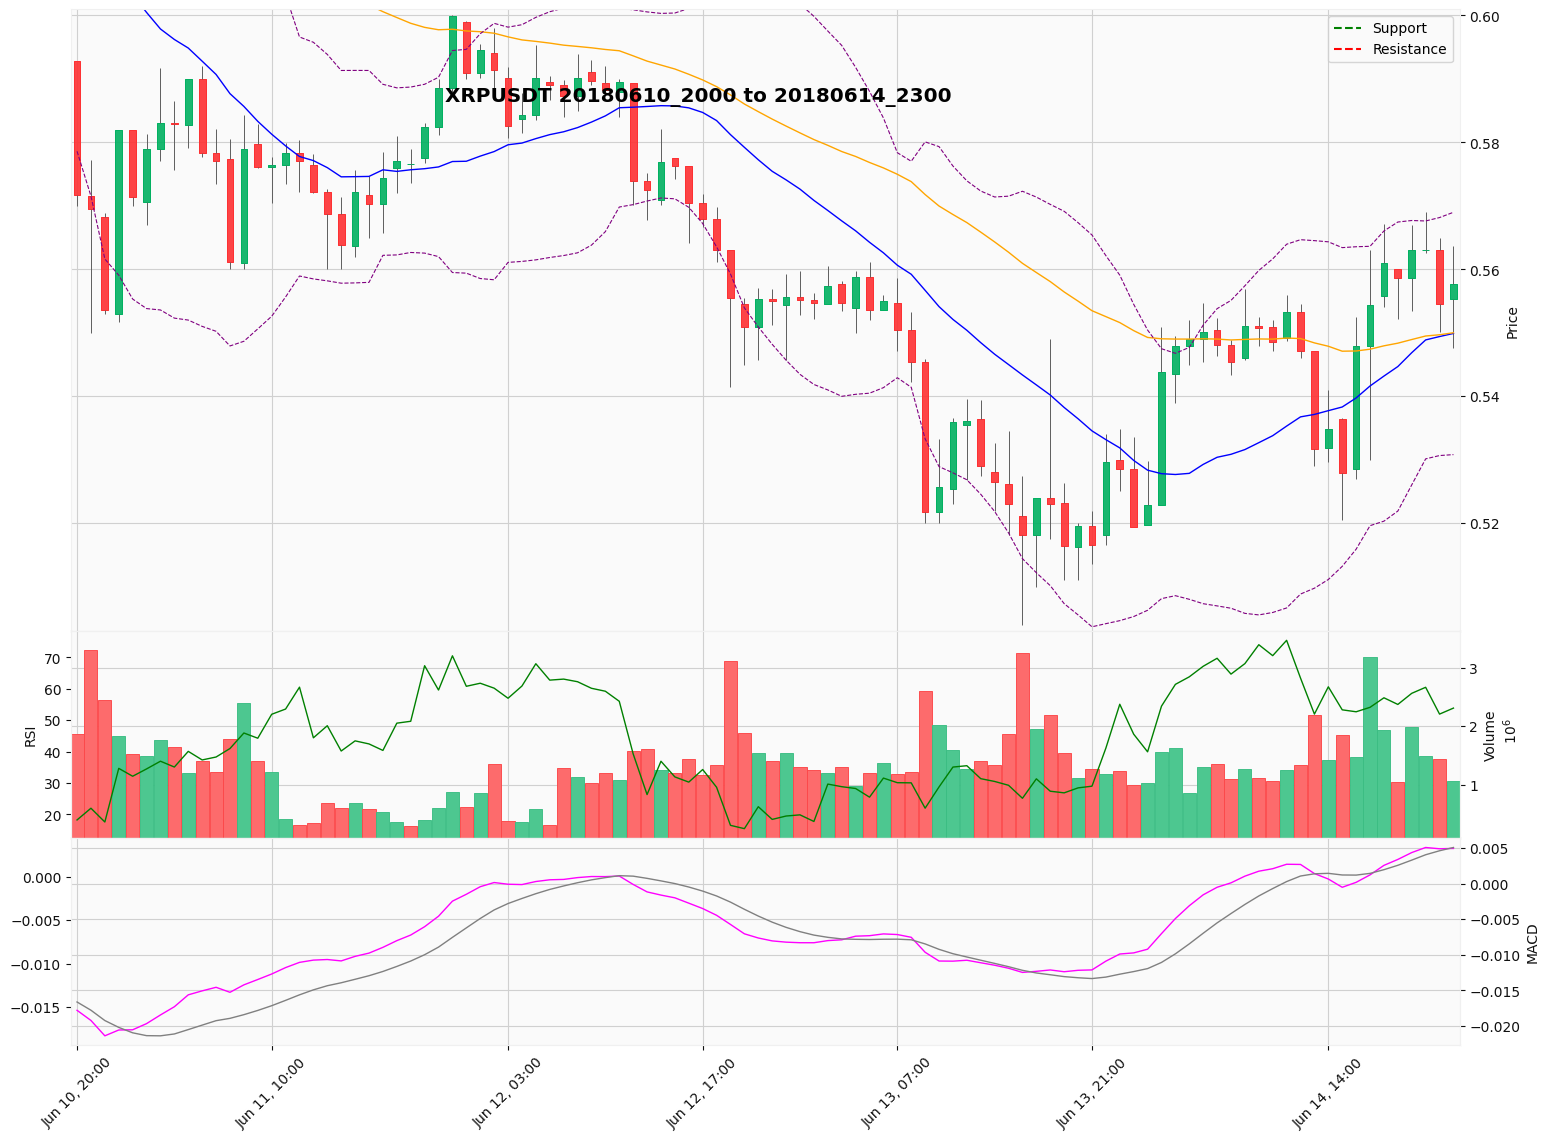 XRPUSDT 20180610_2000 to 20180614_2300
Support
Resistance
0.60
0.58
0.56
0.54
0.52
Price
70
60
50
40
30
20
RSI
3
2
1
Volume
10^6
0.000
−0.005
−0.010
−0.015
0.005
0.000
−0.005
−0.010
−0.015
−0.020
MACD
Jun 10, 20:00
Jun 11, 10:00
Jun 12, 03:00
Jun 12, 17:00
Jun 13, 07:00
Jun 13, 21:00
Jun 14, 14:00